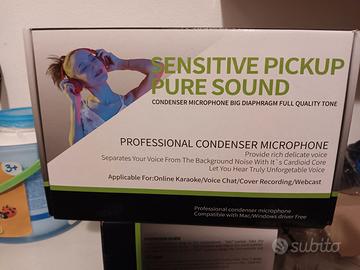 SENSITIVE PICKUP
PURE SOUND
CONDENSER MICROPHONE BIG DIAPHRAGM FULL QUALITY TONE
PROFESSIONAL CONDENSER MICROPHONE
Provide rich delicate voice
Separates Your Voice From The Background Noise With It`s Cardioid Core
Let You Hear Truly Unforgetable Voice
Applicable For:Online Karaoke/Voice Chat/Cover Recording/Webcast
3+
Professional condenser microphone
Compatible with Mac/Windows driver Free
subito